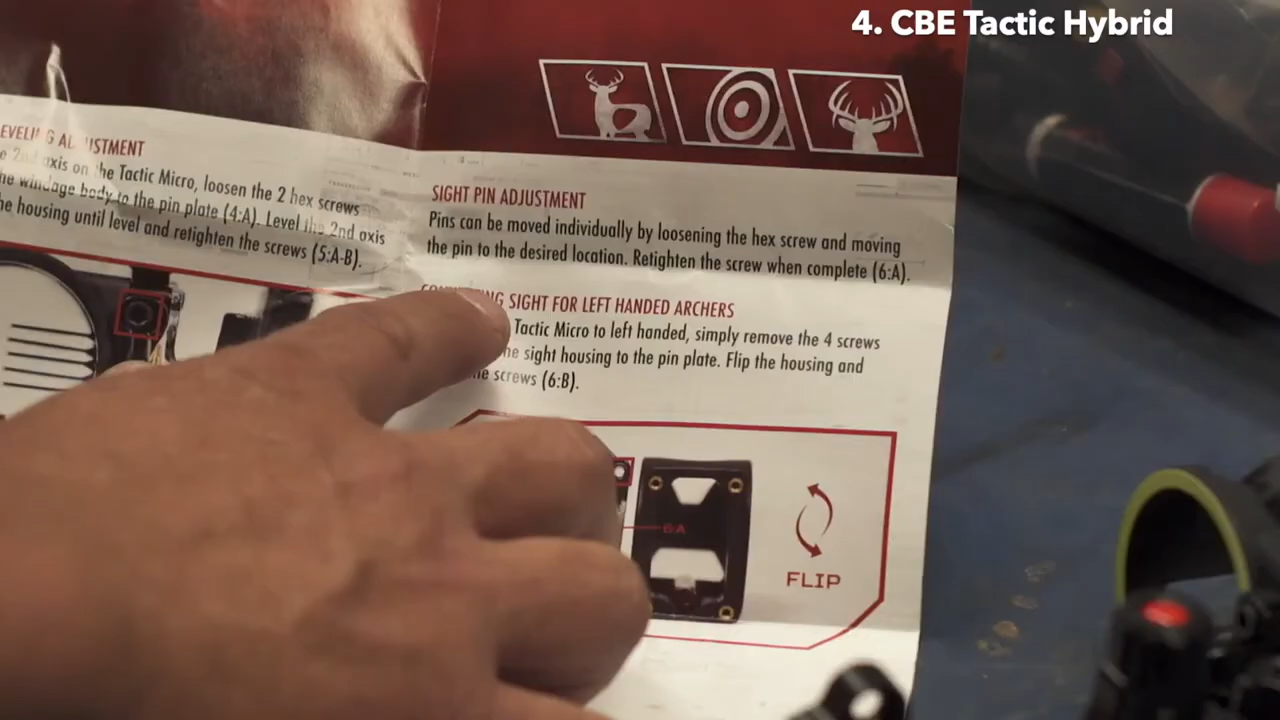 4. CBE Tactic Hybrid
ISTMENT
axis on the Tactic Micro, loosen the 2 hex screws
he windage body to the pin plate (4:A). Level the 2nd axis
he housing until level and retighten the screws (5:A-B).
SIGHT PIN ADJUSTMENT
Pins can be moved individually by loosening the hex screw and moving
the pin to the desired location. Retighten the screw when complete (6:A).
SIGHT FOR LEFT HANDED ARCHERS
Tactic Micro to left handed, simply remove the 4 screws
he sight housing to the pin plate. Flip the housing and
screws (6:B).
6:A
FLIP